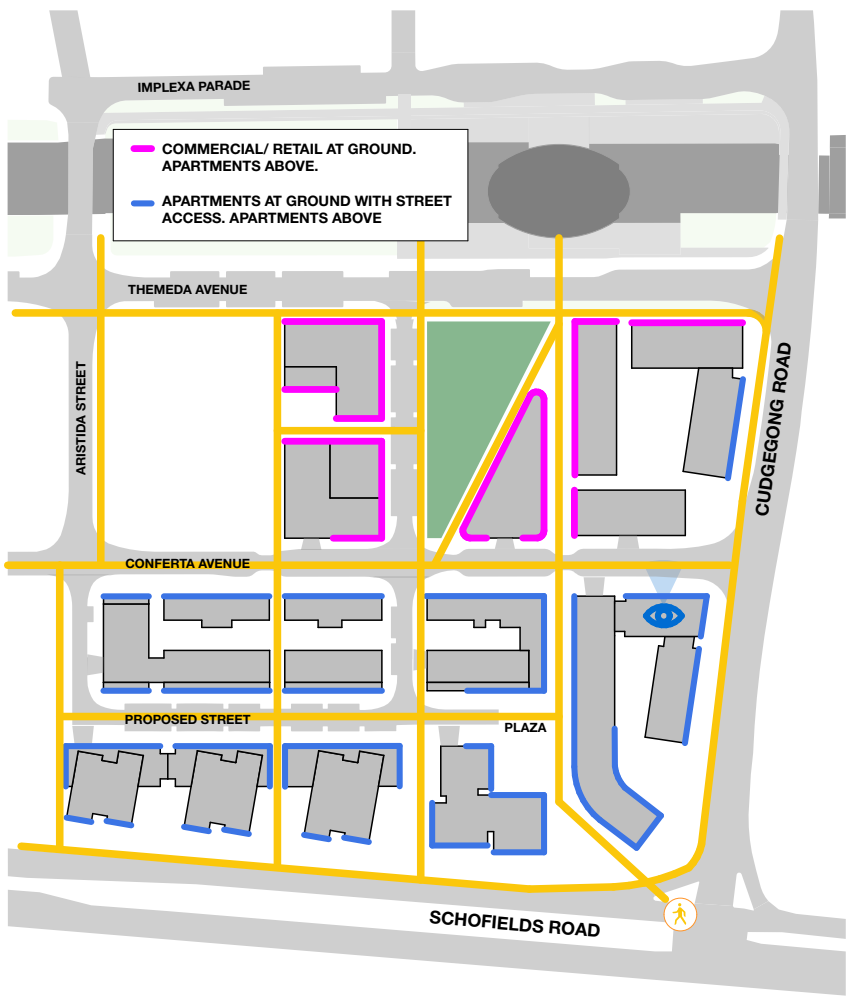 IMPLEXA PARADE
COMMERCIAL/ RETAIL AT GROUND.
APARTMENTS ABOVE.
APARTMENTS AT GROUND WITH STREET
ACCESS. APARTMENTS ABOVE
THEMEDA AVENUE
ARISTIDA STREET
CUDGEGONG ROAD
CONFERTA AVENUE
PROPOSED STREET
PLAZA
SCHOFIELDS ROAD